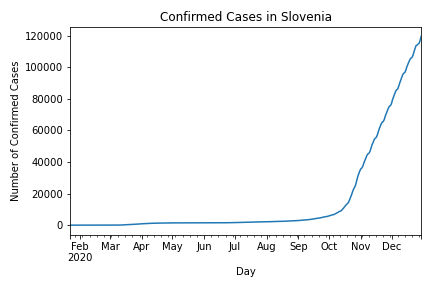 Confirmed Cases in Slovenia
120000
100000
80000
60000
40000
20000
0
Number of Confirmed Cases
Feb Mar Apr May Jun Jul Aug Sep Oct Nov Dec
2020
Day